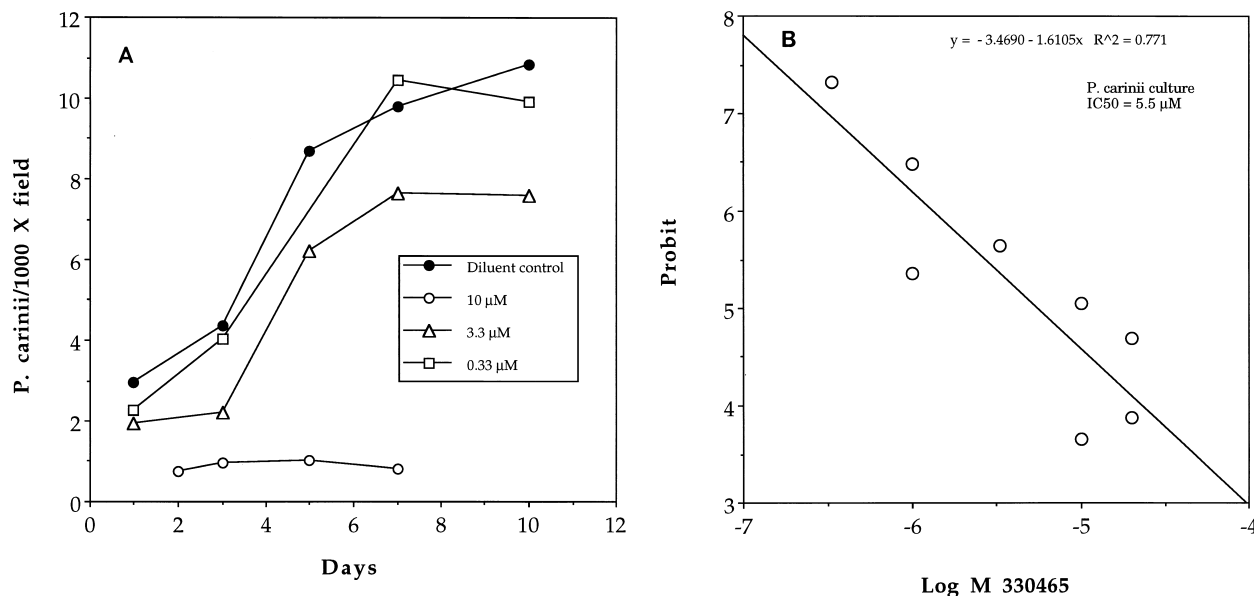 A
P. carinii/1000 X field
12
10
8
6
4
2
0
0 2 4 6 8 10 12
Days
Diluent control
10 µM
3.3 µM
0.33 µM
B
y = - 3.4690 - 1.6105x R^2 = 0.771
P. carinii culture
IC50 = 5.5 µM
Probit
8
7
6
5
4
3
-7 -6 -5 -4
Log M 330465